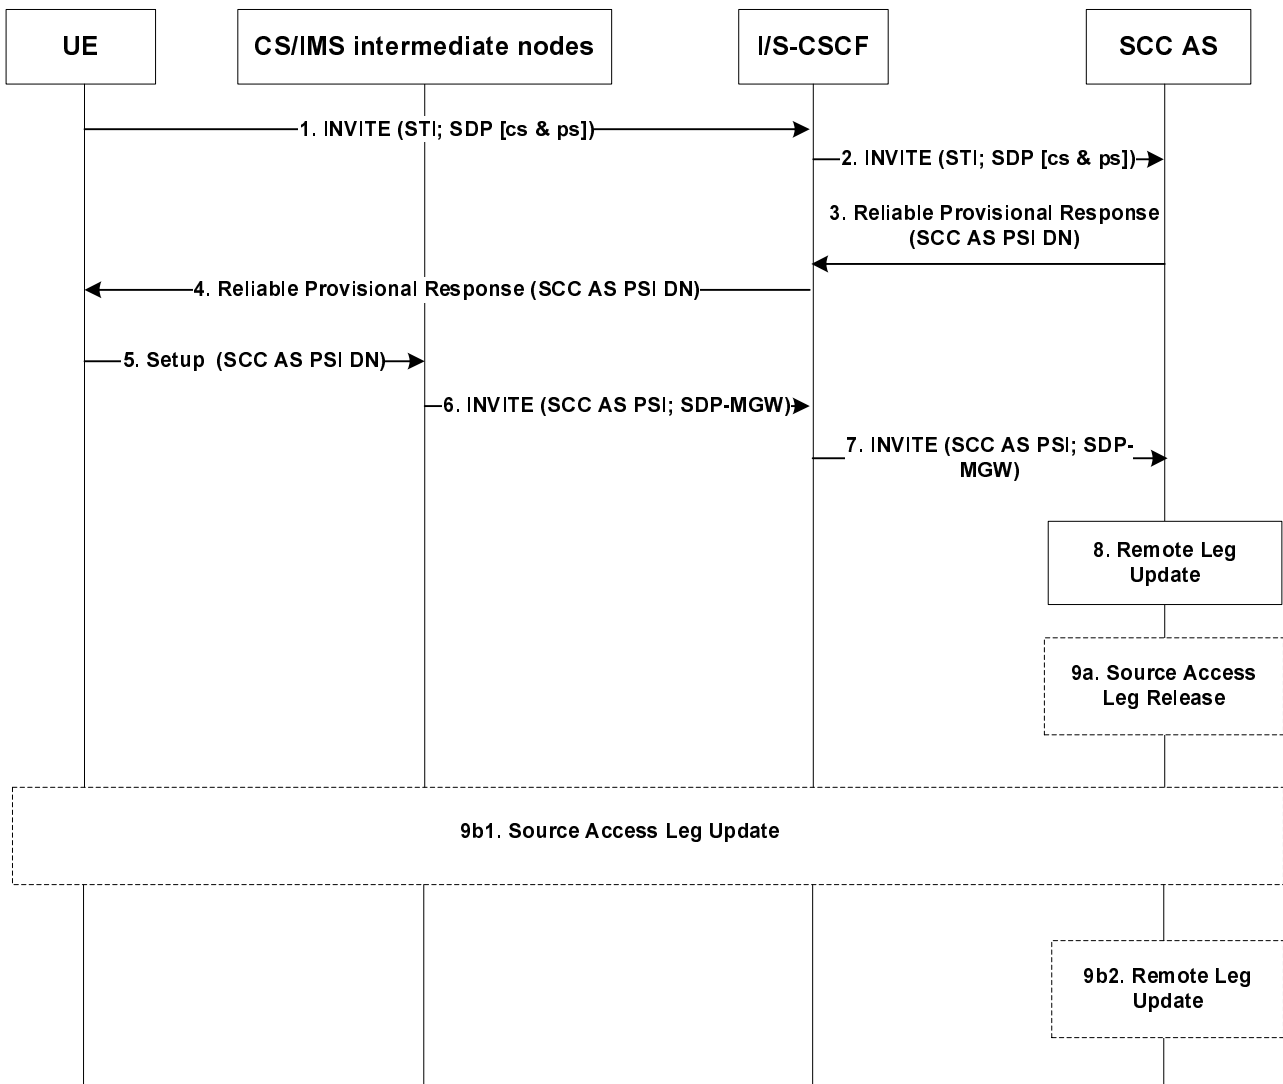 UE
CS/IMS intermediate nodes
I/S-CSCF
SCC AS
1. INVITE (STI; SDP [cs & ps])
2. INVITE (STI; SDP [cs & ps])
3. Reliable Provisional Response
(SCC AS PSI DN)
4. Reliable Provisional Response (SCC AS PSI DN)
5. Setup (SCC AS PSI DN)
6. INVITE (SCC AS PSI; SDP-MGW)
7. INVITE (SCC AS PSI; SDP-
MGW)
8. Remote Leg
Update
9a. Source Access
Leg Release
9b1. Source Access Leg Update
9b2. Remote Leg
Update